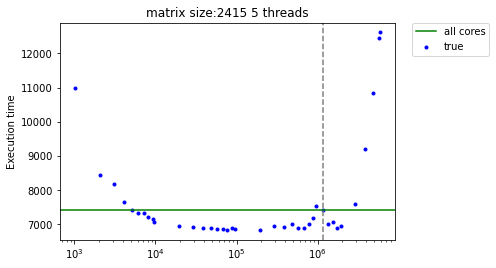 matrix size:2415 5 threads
all cores
true
Execution time
12000
11000
10000
9000
8000
7000
10³
10⁴
10⁵
10⁶